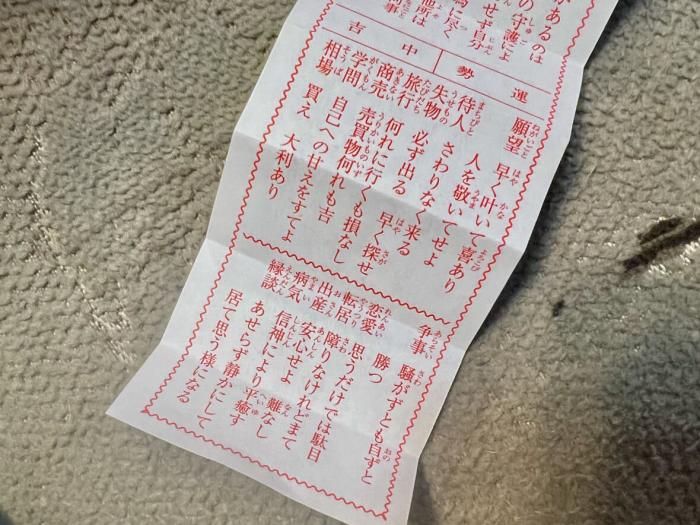 があるのは
の守護によ
せず自分
に尽く
他所は
運勢 中吉
願望 早く叶いて喜あり
人を敬いてせよ
待人 さわりなく来る
失物 必ず出る 早く探せ
旅行 何れに行くも損なし
商売 売買物何れも吉
学問 自己への甘えをすてよ
相場 買え 大利あり
争事 騒がずとも自ずと
勝つ
恋愛 思うだけでは駄目
転居 障りなけれどまて
出産 安心せよ 難なし
病気 信神により平癒す
縁談 あせらず静かにして
居て思う様になる